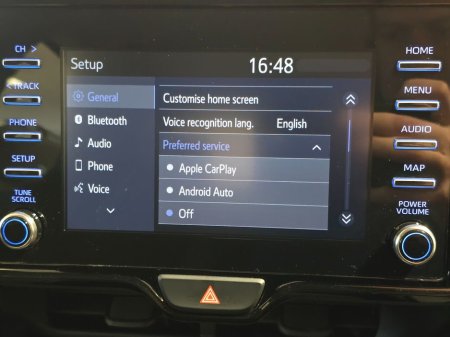 CH >
< TRACK
PHONE
SETUP
TUNE
SCROLL
Setup
16:48
General
Bluetooth
Audio
Phone
Voice
Customise home screen
Voice recognition lang. English
Preferred service
Apple CarPlay
Android Auto
Off
HOME
MENU
AUDIO
MAP
POWER
VOLUME